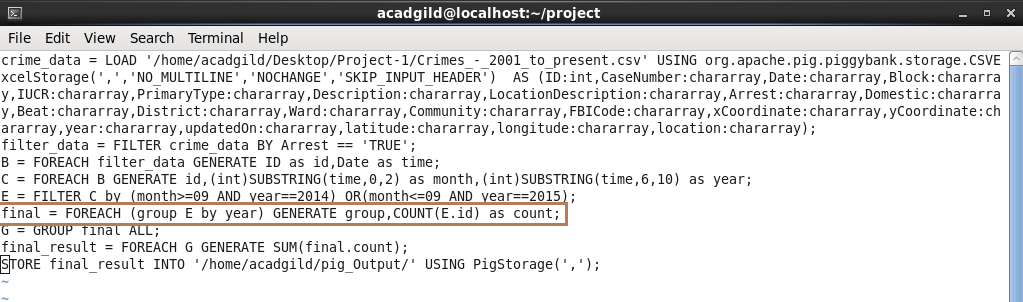 acadgild@localhost:~/project
File Edit View Search Terminal Help
crime_data = LOAD '/home/acadgild/Desktop/Project-1/Crimes_-_2001_to_present.csv' USING org.apache.pig.piggybank.storage.CSVE
xcelStorage(',','NO_MULTILINE','NOCHANGE','SKIP_INPUT_HEADER')  AS (ID:int,CaseNumber:chararray,Date:chararray,Block:chararra
y,IUCR:chararray,PrimaryType:chararray,Description:chararray,LocationDescription:chararray,Arrest:chararray,Domestic:chararra
y,Beat:chararray,District:chararray,Ward:chararray,Community:chararray,FBICode:chararray,xCoordinate:chararray,yCoordinate:ch
ararray,year:chararray,updatedOn:chararray,latitude:chararray,longitude:chararray,location:chararray);
filter_data = FILTER crime_data BY Arrest == 'TRUE';
B = FOREACH filter_data GENERATE ID as id,Date as time;
C = FOREACH B GENERATE id,(int)SUBSTRING(time,0,2) as month,(int)SUBSTRING(time,6,10) as year;
E = FILTER C by (month>=09 AND year==2014) OR(month<=09 AND year==2015);
final = FOREACH (group E by year) GENERATE group,COUNT(E.id) as count;
G = GROUP final ALL;
final_result = FOREACH G GENERATE SUM(final.count);
STORE final_result INTO '/home/acadgild/pig_Output/' USING PigStorage(',');
~
~